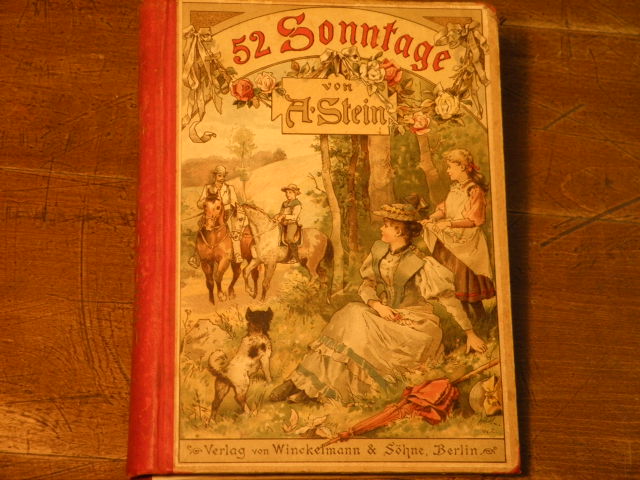 52 Sonntage
von
A. Stein
Verlag von Winckelmann & Söhne, Berlin